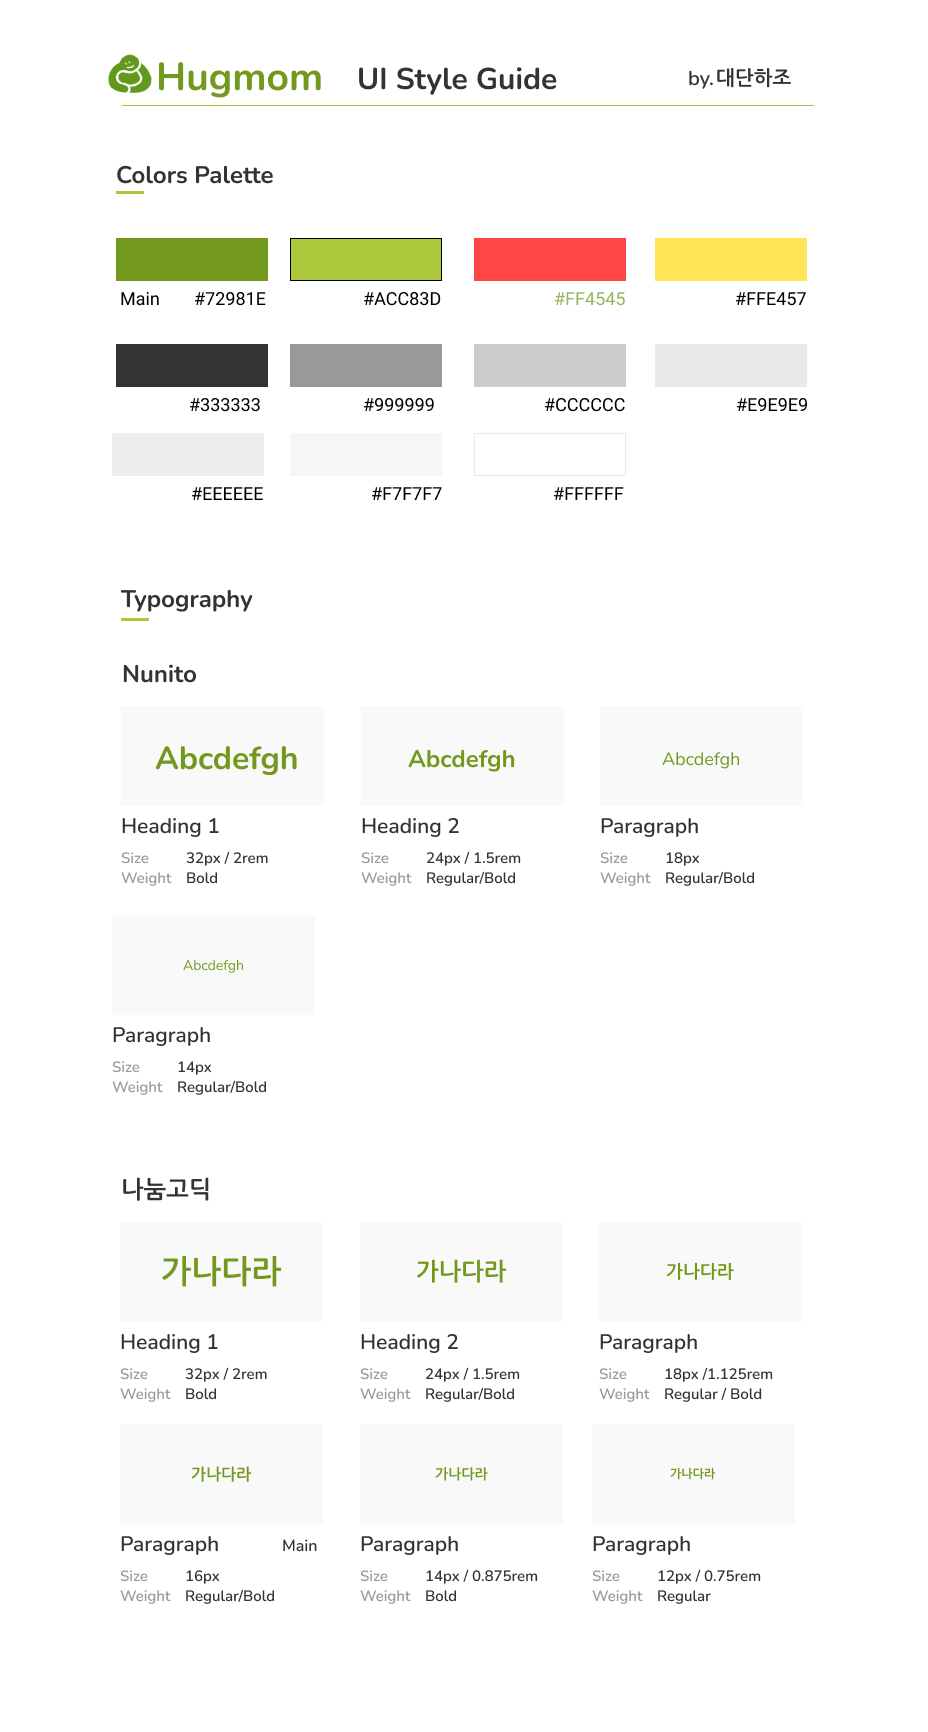 Hugmom UI Style Guide by.대단하조
Colors Palette
Main #72981E #ACC83D #FF4545 #FFE457
#333333 #999999 #CCCCCC #E9E9E9
#EEEEEE #F7F7F7 #FFFFFF
Typography
Nunito
Abcdefgh Abcdefgh Abcdefgh
Heading 1 Heading 2 Paragraph
Size 32px / 2rem Size 24px / 1.5rem Size 18px
Weight Bold Weight Regular/Bold Weight Regular/Bold
Abcdefgh
Paragraph
Size 14px
Weight Regular/Bold
나눔고딕
가나다라 가나다라 가나다라
Heading 1 Heading 2 Paragraph
Size 32px / 2rem Size 24px / 1.5rem Size 18px /1.125rem
Weight Bold Weight Regular/Bold Weight Regular / Bold
가나다라 가나다라 가나다라
Paragraph Main Paragraph Paragraph
Size 16px Size 14px / 0.875rem Size 12px / 0.75rem
Weight Regular/Bold Weight Bold Weight Regular